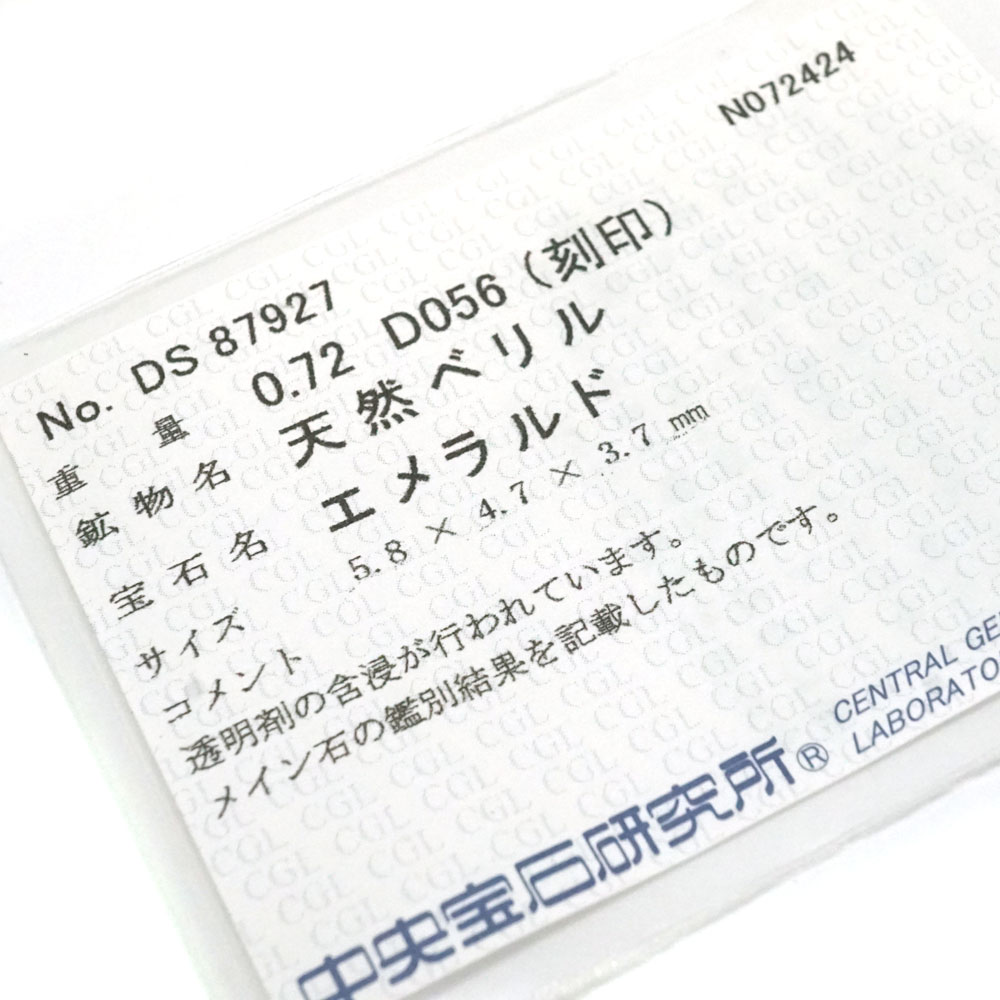 N072424
No. DS 87927
重量 0.72 D056 (刻印)
鉱物名 天然ベリル
宝石名 エメラルド
サイズ 5.8 × 4.7 × 3.7 mm
コメント
透明剤の含浸が行われています。
メイン石の鑑別結果を記載したものです。
中央宝石研究所®
CENTRAL GE
LABORATO